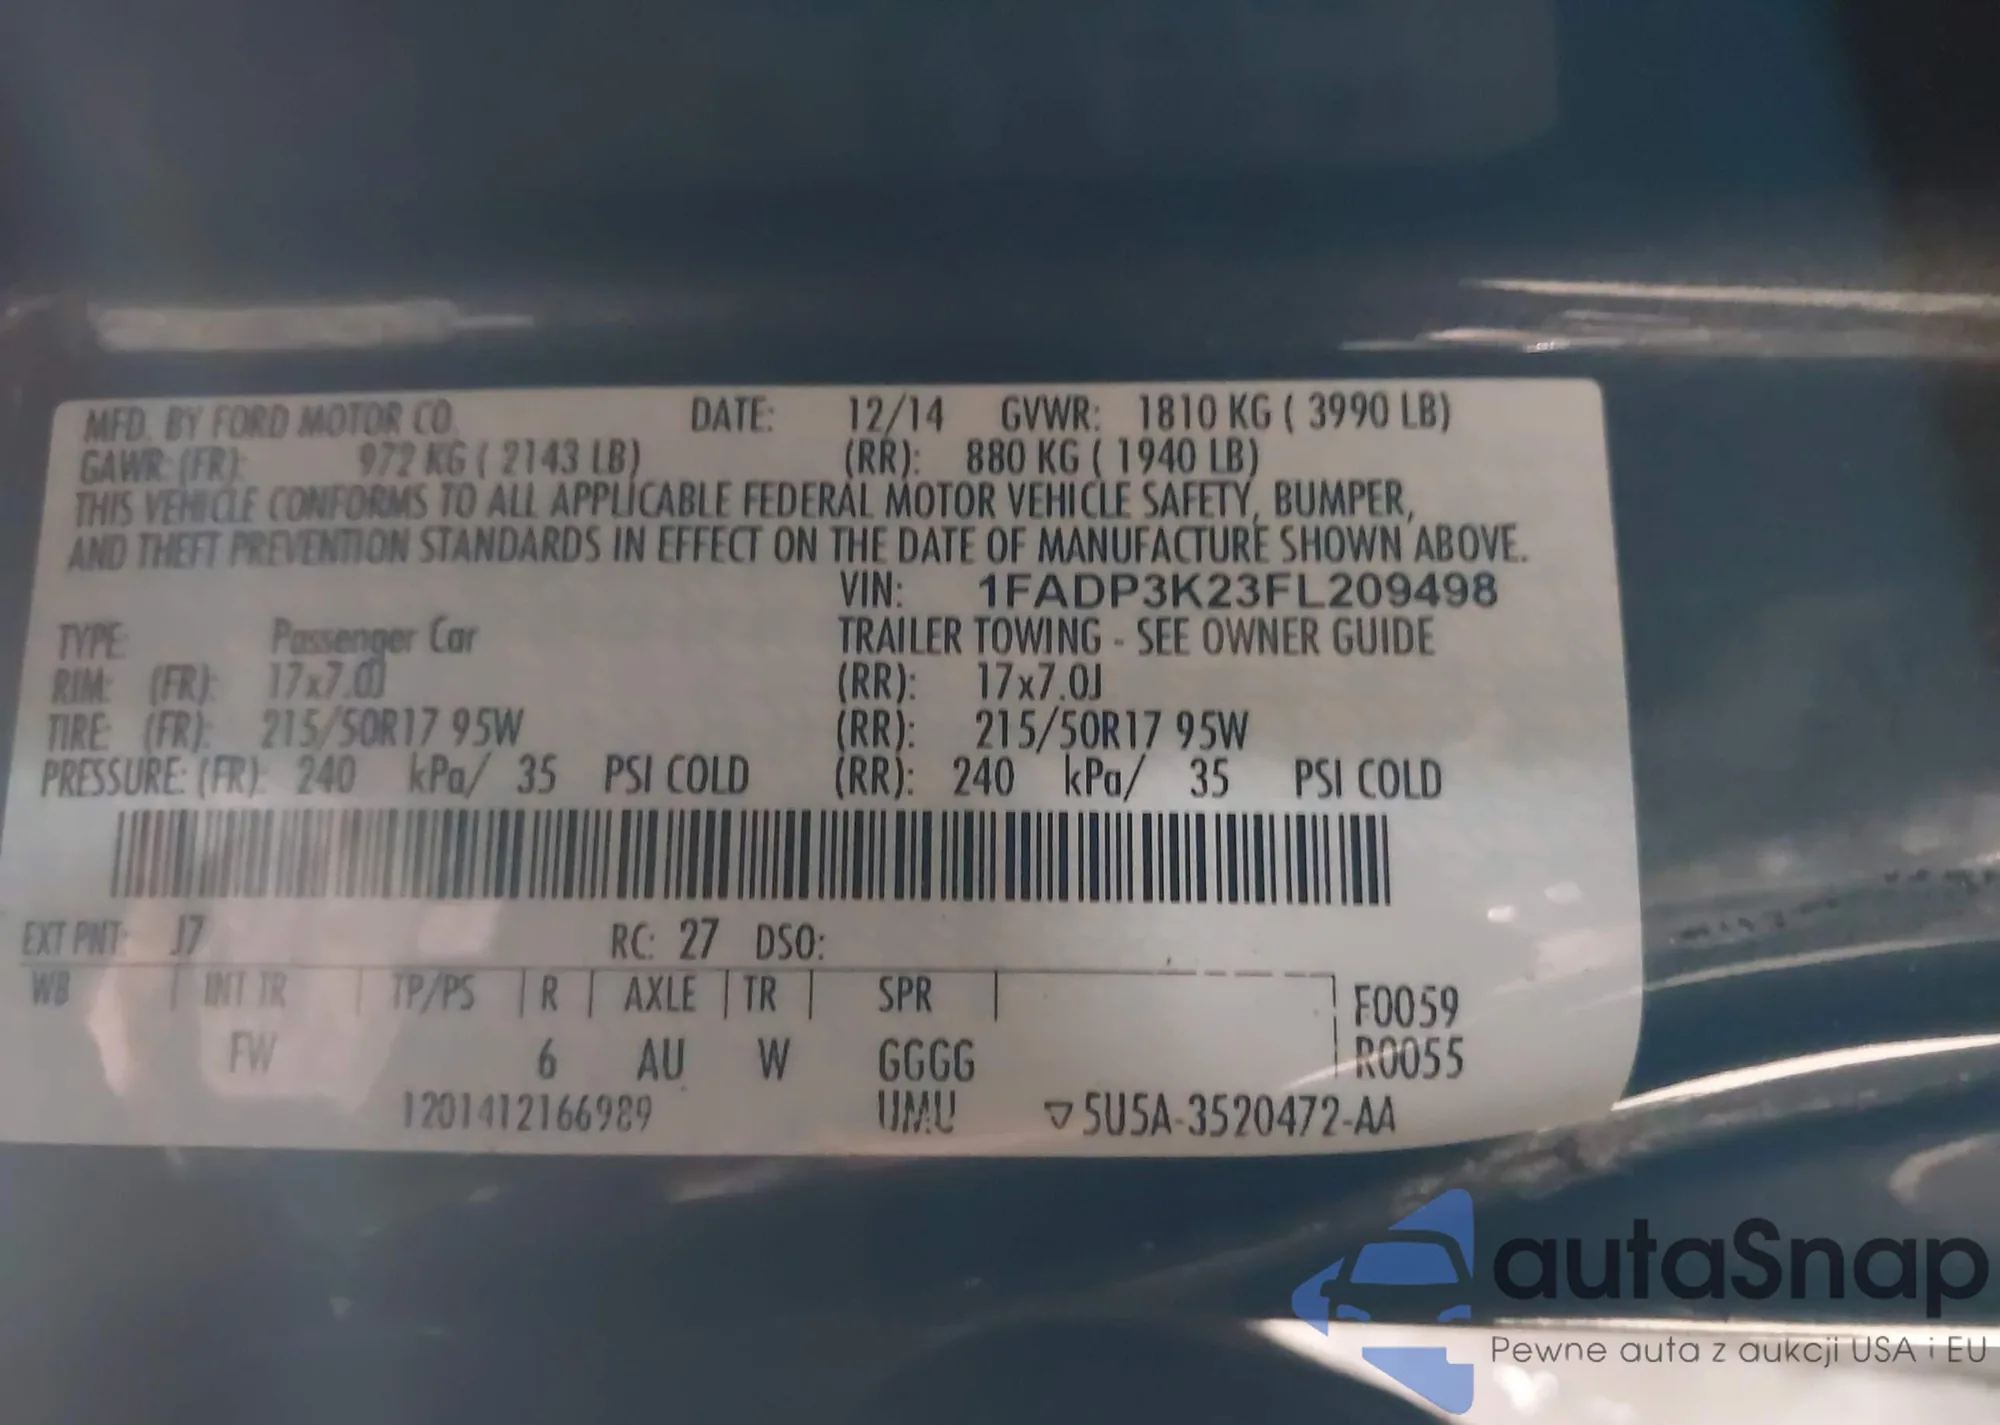 MFD. BY FORD MOTOR CO. DATE: 12/14 GVWR: 1810 KG ( 3990 LB)
GAWR: (FR): 972 KG ( 2143 LB) (RR): 880 KG ( 1940 LB)
THIS VEHICLE CONFORMS TO ALL APPLICABLE FEDERAL MOTOR VEHICLE SAFETY, BUMPER,
AND THEFT PREVENTION STANDARDS IN EFFECT ON THE DATE OF MANUFACTURE SHOWN ABOVE.
VIN: 1FADP3K23FL209498
TYPE: Passenger Car TRAILER TOWING - SEE OWNER GUIDE
RIM: (FR): 17x7.0J (RR): 17x7.0J
TIRE: (FR): 215/50R17 95W (RR): 215/50R17 95W
PRESSURE: (FR): 240 kPa/ 35 PSI COLD (RR): 240 kPa/ 35 PSI COLD
EXT PNT: J7 RC: 27 DSO:
WB INT TR TP/PS R AXLE TR SPR F0059
FW 6 AU W GGGG R0055
1201412166989 UMU ▽5U5A-3520472-AA
autaSnap
Pewne auta z aukcji USA i EU